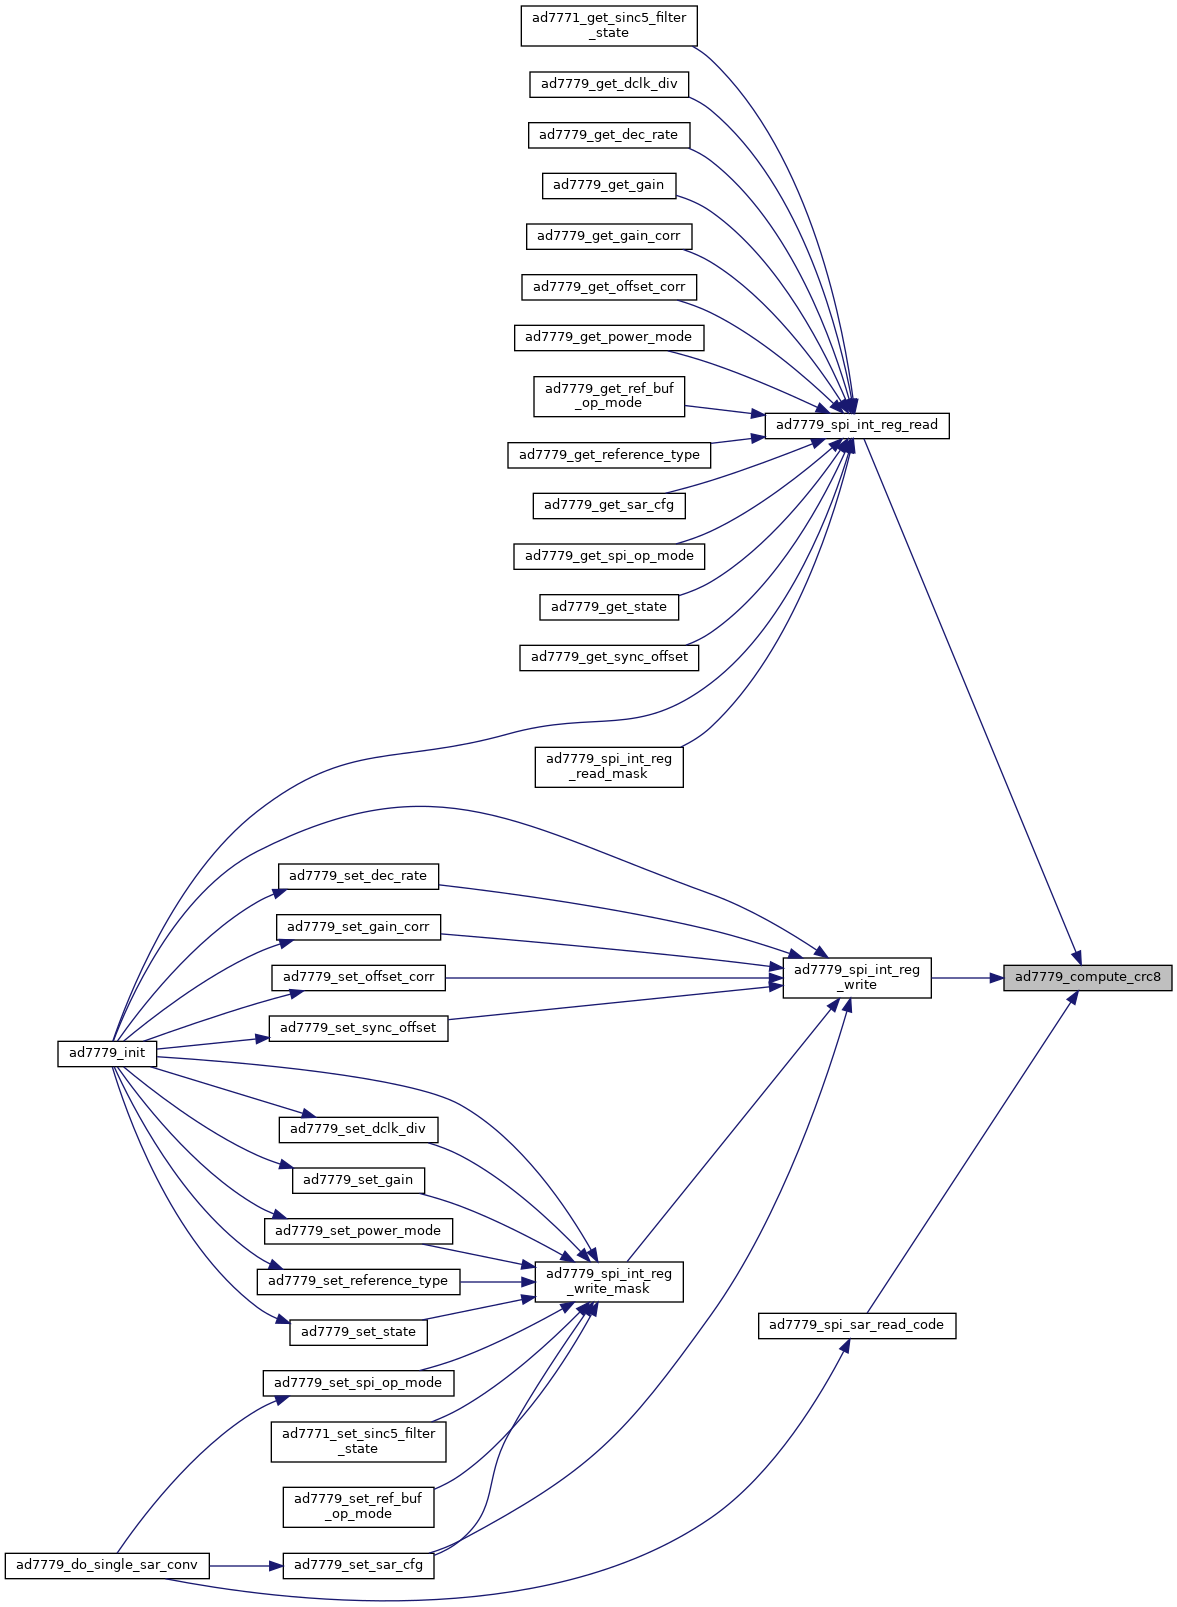 ad7771_get_sinc5_filter
_state
ad7779_get_dclk_div
ad7779_get_dec_rate
ad7779_get_gain
ad7779_get_gain_corr
ad7779_get_offset_corr
ad7779_get_power_mode
ad7779_get_ref_buf
_op_mode
ad7779_spi_int_reg_read
ad7779_get_reference_type
ad7779_get_sar_cfg
ad7779_get_spi_op_mode
ad7779_get_state
ad7779_get_sync_offset
ad7779_spi_int_reg
_read_mask
ad7779_set_dec_rate
ad7779_set_gain_corr
ad7779_set_offset_corr
ad7779_spi_int_reg
_write
ad7779_compute_crc8
ad7779_set_sync_offset
ad7779_init
ad7779_set_dclk_div
ad7779_set_gain
ad7779_set_power_mode
ad7779_set_reference_type
ad7779_spi_int_reg
_write_mask
ad7779_set_state
ad7779_spi_sar_read_code
ad7779_set_spi_op_mode
ad7771_set_sinc5_filter
_state
ad7779_set_ref_buf
_op_mode
ad7779_do_single_sar_conv
ad7779_set_sar_cfg